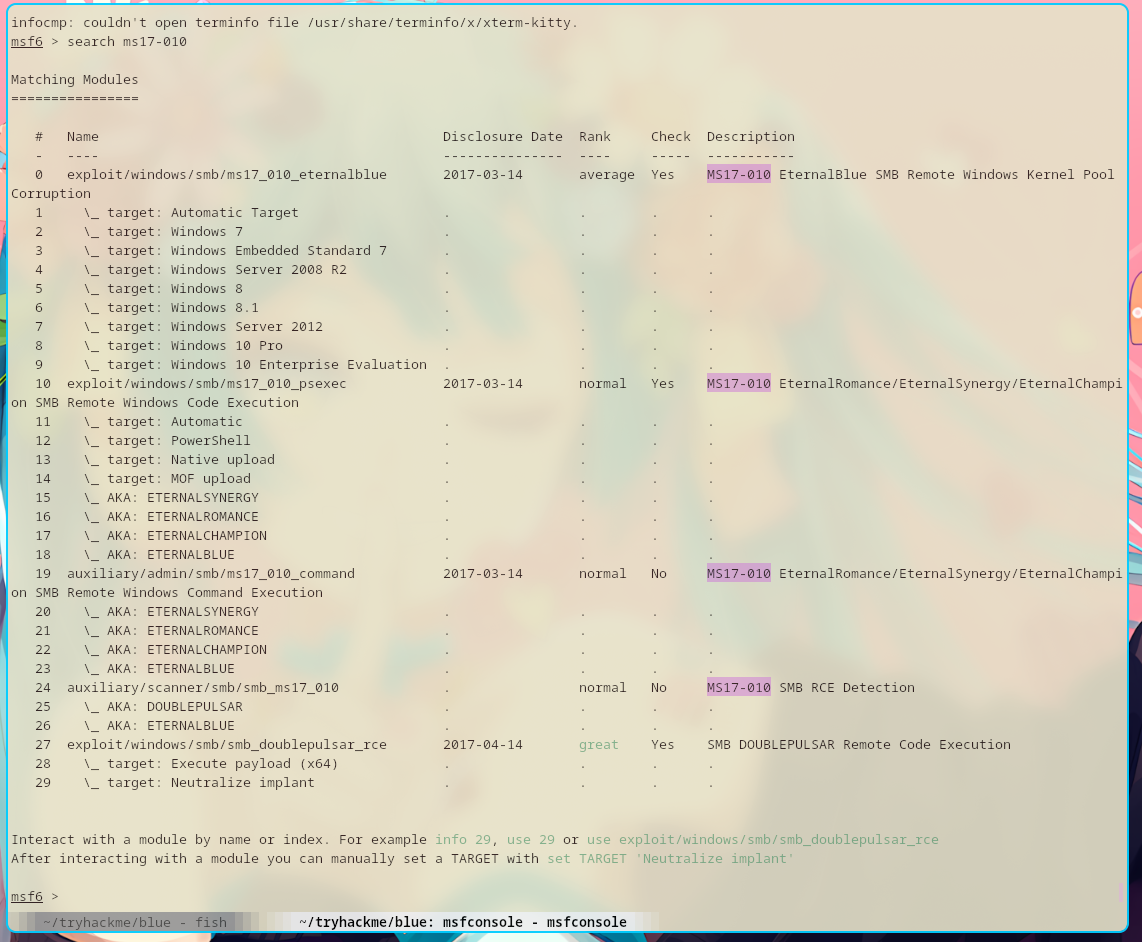 infocmp: couldn't open terminfo file /usr/share/terminfo/x/xterm-kitty.
msf6 > search ms17-010
Matching Modules
================
   #   Name                                           Disclosure Date  Rank     Check  Description
   -   ----                                           ---------------  ----     -----  -----------
   0   exploit/windows/smb/ms17_010_eternalblue       2017-03-14       average  Yes    MS17-010 EternalBlue SMB Remote Windows Kernel Pool
Corruption
   1     \_ target: Automatic Target                  .                .        .      .
   2     \_ target: Windows 7                         .                .        .      .
   3     \_ target: Windows Embedded Standard 7       .                .        .      .
   4     \_ target: Windows Server 2008 R2            .                .        .      .
   5     \_ target: Windows 8                         .                .        .      .
   6     \_ target: Windows 8.1                       .                .        .      .
   7     \_ target: Windows Server 2012               .                .        .      .
   8     \_ target: Windows 10 Pro                    .                .        .      .
   9     \_ target: Windows 10 Enterprise Evaluation  .                .        .      .
   10  exploit/windows/smb/ms17_010_psexec            2017-03-14       normal   Yes    MS17-010 EternalRomance/EternalSynergy/EternalChampi
on SMB Remote Windows Code Execution
   11    \_ target: Automatic                         .                .        .      .
   12    \_ target: PowerShell                        .                .        .      .
   13    \_ target: Native upload                     .                .        .      .
   14    \_ target: MOF upload                        .                .        .      .
   15    \_ AKA: ETERNALSYNERGY                       .                .        .      .
   16    \_ AKA: ETERNALROMANCE                       .                .        .      .
   17    \_ AKA: ETERNALCHAMPION                      .                .        .      .
   18    \_ AKA: ETERNALBLUE                          .                .        .      .
   19  auxiliary/admin/smb/ms17_010_command           2017-03-14       normal   No     MS17-010 EternalRomance/EternalSynergy/EternalChampi
on SMB Remote Windows Command Execution
   20    \_ AKA: ETERNALSYNERGY                       .                .        .      .
   21    \_ AKA: ETERNALROMANCE                       .                .        .      .
   22    \_ AKA: ETERNALCHAMPION                      .                .        .      .
   23    \_ AKA: ETERNALBLUE                          .                .        .      .
   24  auxiliary/scanner/smb/smb_ms17_010             .                normal   No     MS17-010 SMB RCE Detection
   25    \_ AKA: DOUBLEPULSAR                         .                .        .      .
   26    \_ AKA: ETERNALBLUE                          .                .        .      .
   27  exploit/windows/smb/smb_doublepulsar_rce       2017-04-14       great    Yes    SMB DOUBLEPULSAR Remote Code Execution
   28    \_ target: Execute payload (x64)             .                .        .      .
   29    \_ target: Neutralize implant                .                .        .      .
Interact with a module by name or index. For example info 29, use 29 or use exploit/windows/smb/smb_doublepulsar_rce
After interacting with a module you can manually set a TARGET with set TARGET 'Neutralize implant'
msf6 >
~/tryhackme/blue - fish   ~/tryhackme/blue: msfconsole - msfconsole